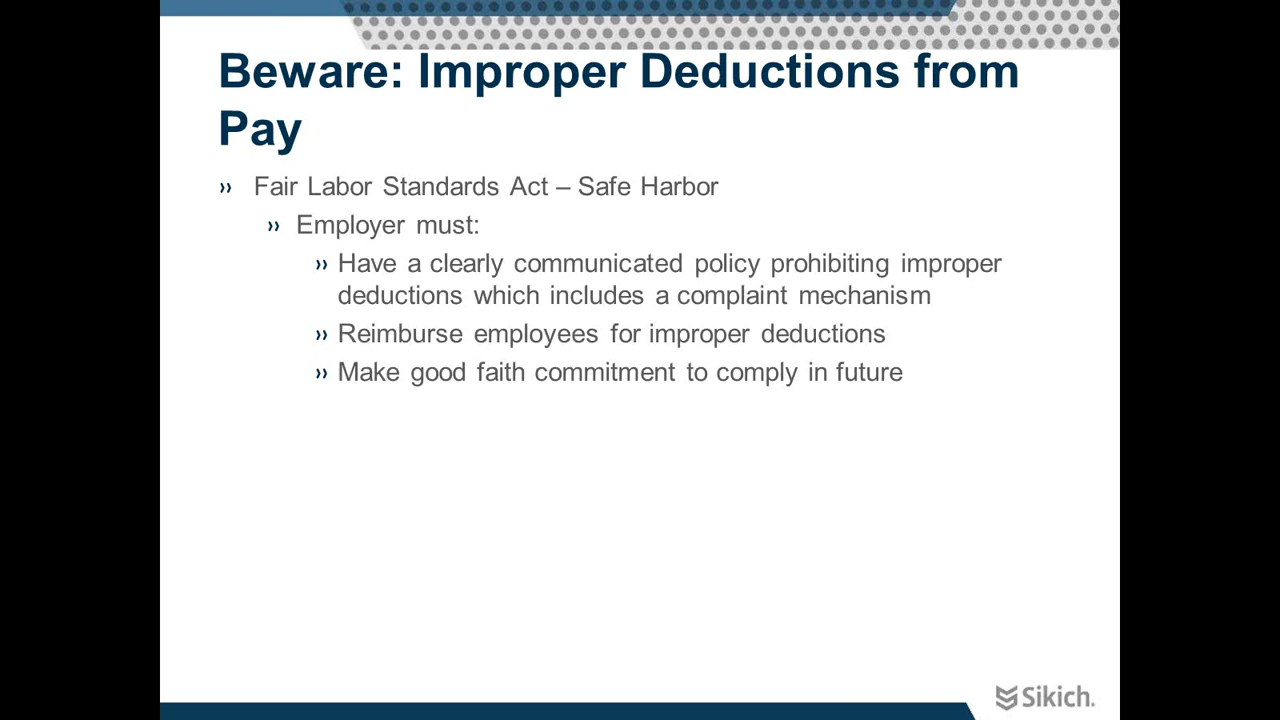 Beware: Improper Deductions from
Pay
›› Fair Labor Standards Act – Safe Harbor
›› Employer must:
›› Have a clearly communicated policy prohibiting improper
deductions which includes a complaint mechanism
›› Reimburse employees for improper deductions
›› Make good faith commitment to comply in future
Sikich.